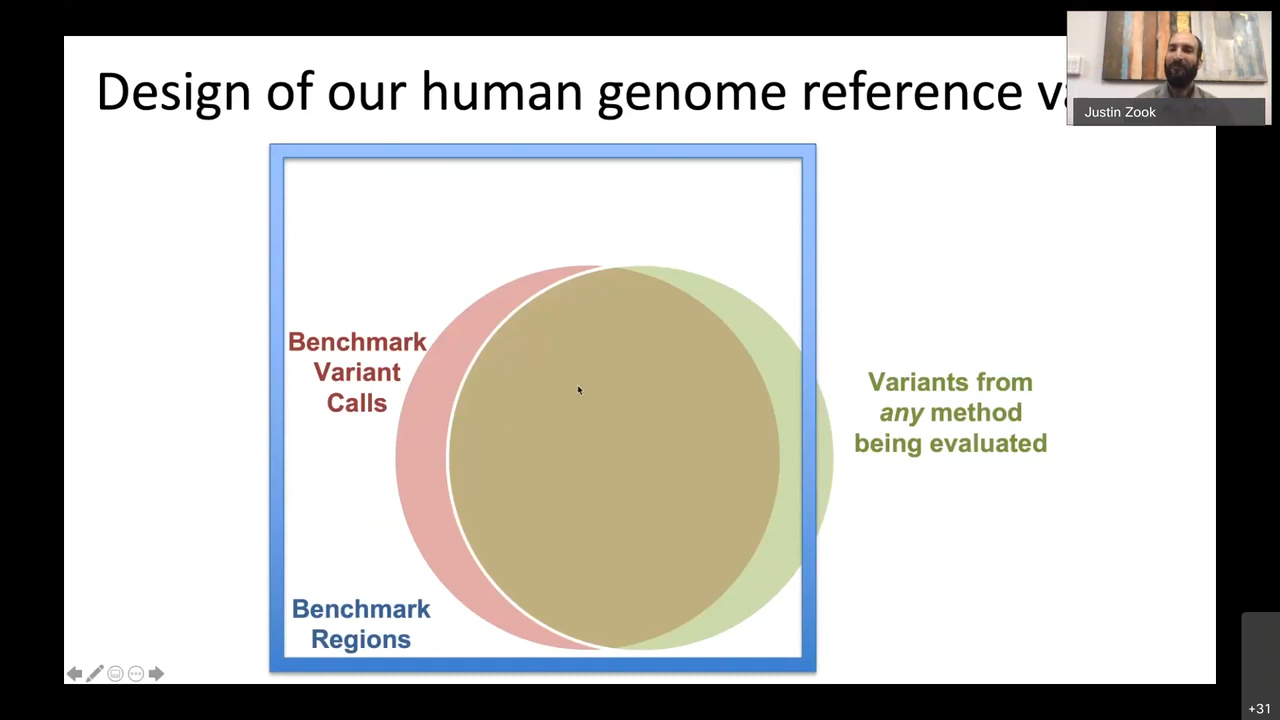 Design of our human genome reference
Justin Zook
Benchmark
Variant
Calls
Variants from
any method
being evaluated
Benchmark
Regions
+31